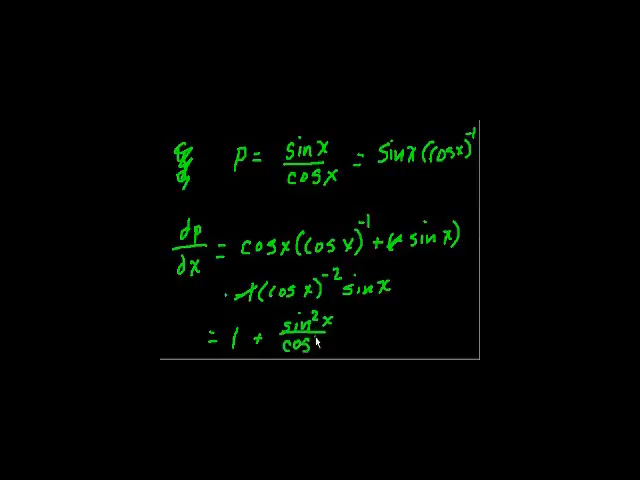 p = sin x / cos x = sin x (cos x)^-1
dp/dx = cos x (cos x)^-1 + ( sin x)
· (cos x)^-2 sin x
= 1 + sin^2 x / cos